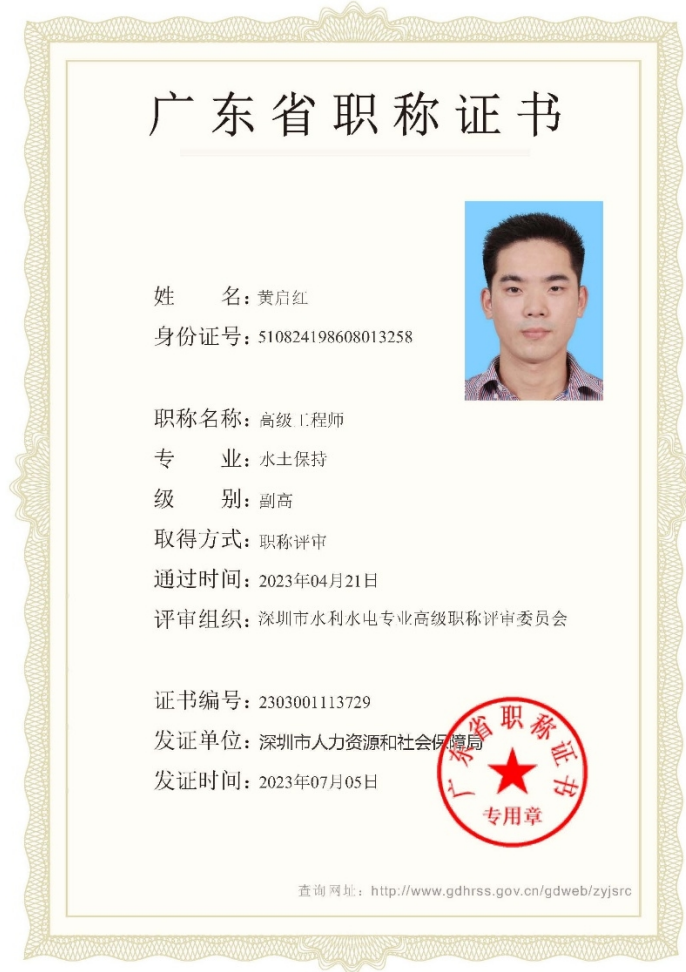 广东省职称证书
姓 名：黄启红
身份证号：510824198608013258
职称名称：高级工程师
专 业：水土保持
级 别：副高
取得方式：职称评审
通过时间：2023年04月21日
评审组织：深圳市水利水电专业高级职称评审委员会
证书编号：2303001113729
发证单位：深圳市人力资源和社会保障局
发证时间：2023年07月05日
广东省职称证书
专用章
查询网址：http://www.gdhrss.gov.cn/gdweb/zyjsrc